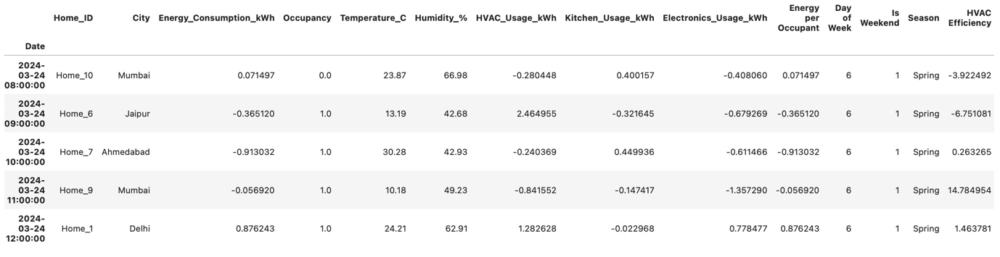 Home_ID City Energy_Consumption_kWh Occupancy Temperature_C Humidity_% HVAC_Usage_kWh Kitchen_Usage_kWh Electronics_Usage_kWh Energy per Occupant Day of Week Is Weekend Season HVAC Efficiency
Date
2024-03-24 08:00:00 Home_10 Mumbai 0.071497 0.0 23.87 66.98 -0.280448 0.400157 -0.408060 0.071497 6 1 Spring -3.922492
2024-03-24 09:00:00 Home_6 Jaipur -0.365120 1.0 13.19 42.68 2.464955 -0.321645 -0.679269 -0.365120 6 1 Spring -6.751081
2024-03-24 10:00:00 Home_7 Ahmedabad -0.913032 1.0 30.28 42.93 -0.240369 0.449936 -0.611466 -0.913032 6 1 Spring 0.263265
2024-03-24 11:00:00 Home_9 Mumbai -0.056920 1.0 10.18 49.23 -0.841552 -0.147417 -1.357290 -0.056920 6 1 Spring 14.784954
2024-03-24 12:00:00 Home_1 Delhi 0.876243 1.0 24.21 62.91 1.282628 -0.022968 0.778477 0.876243 6 1 Spring 1.463781